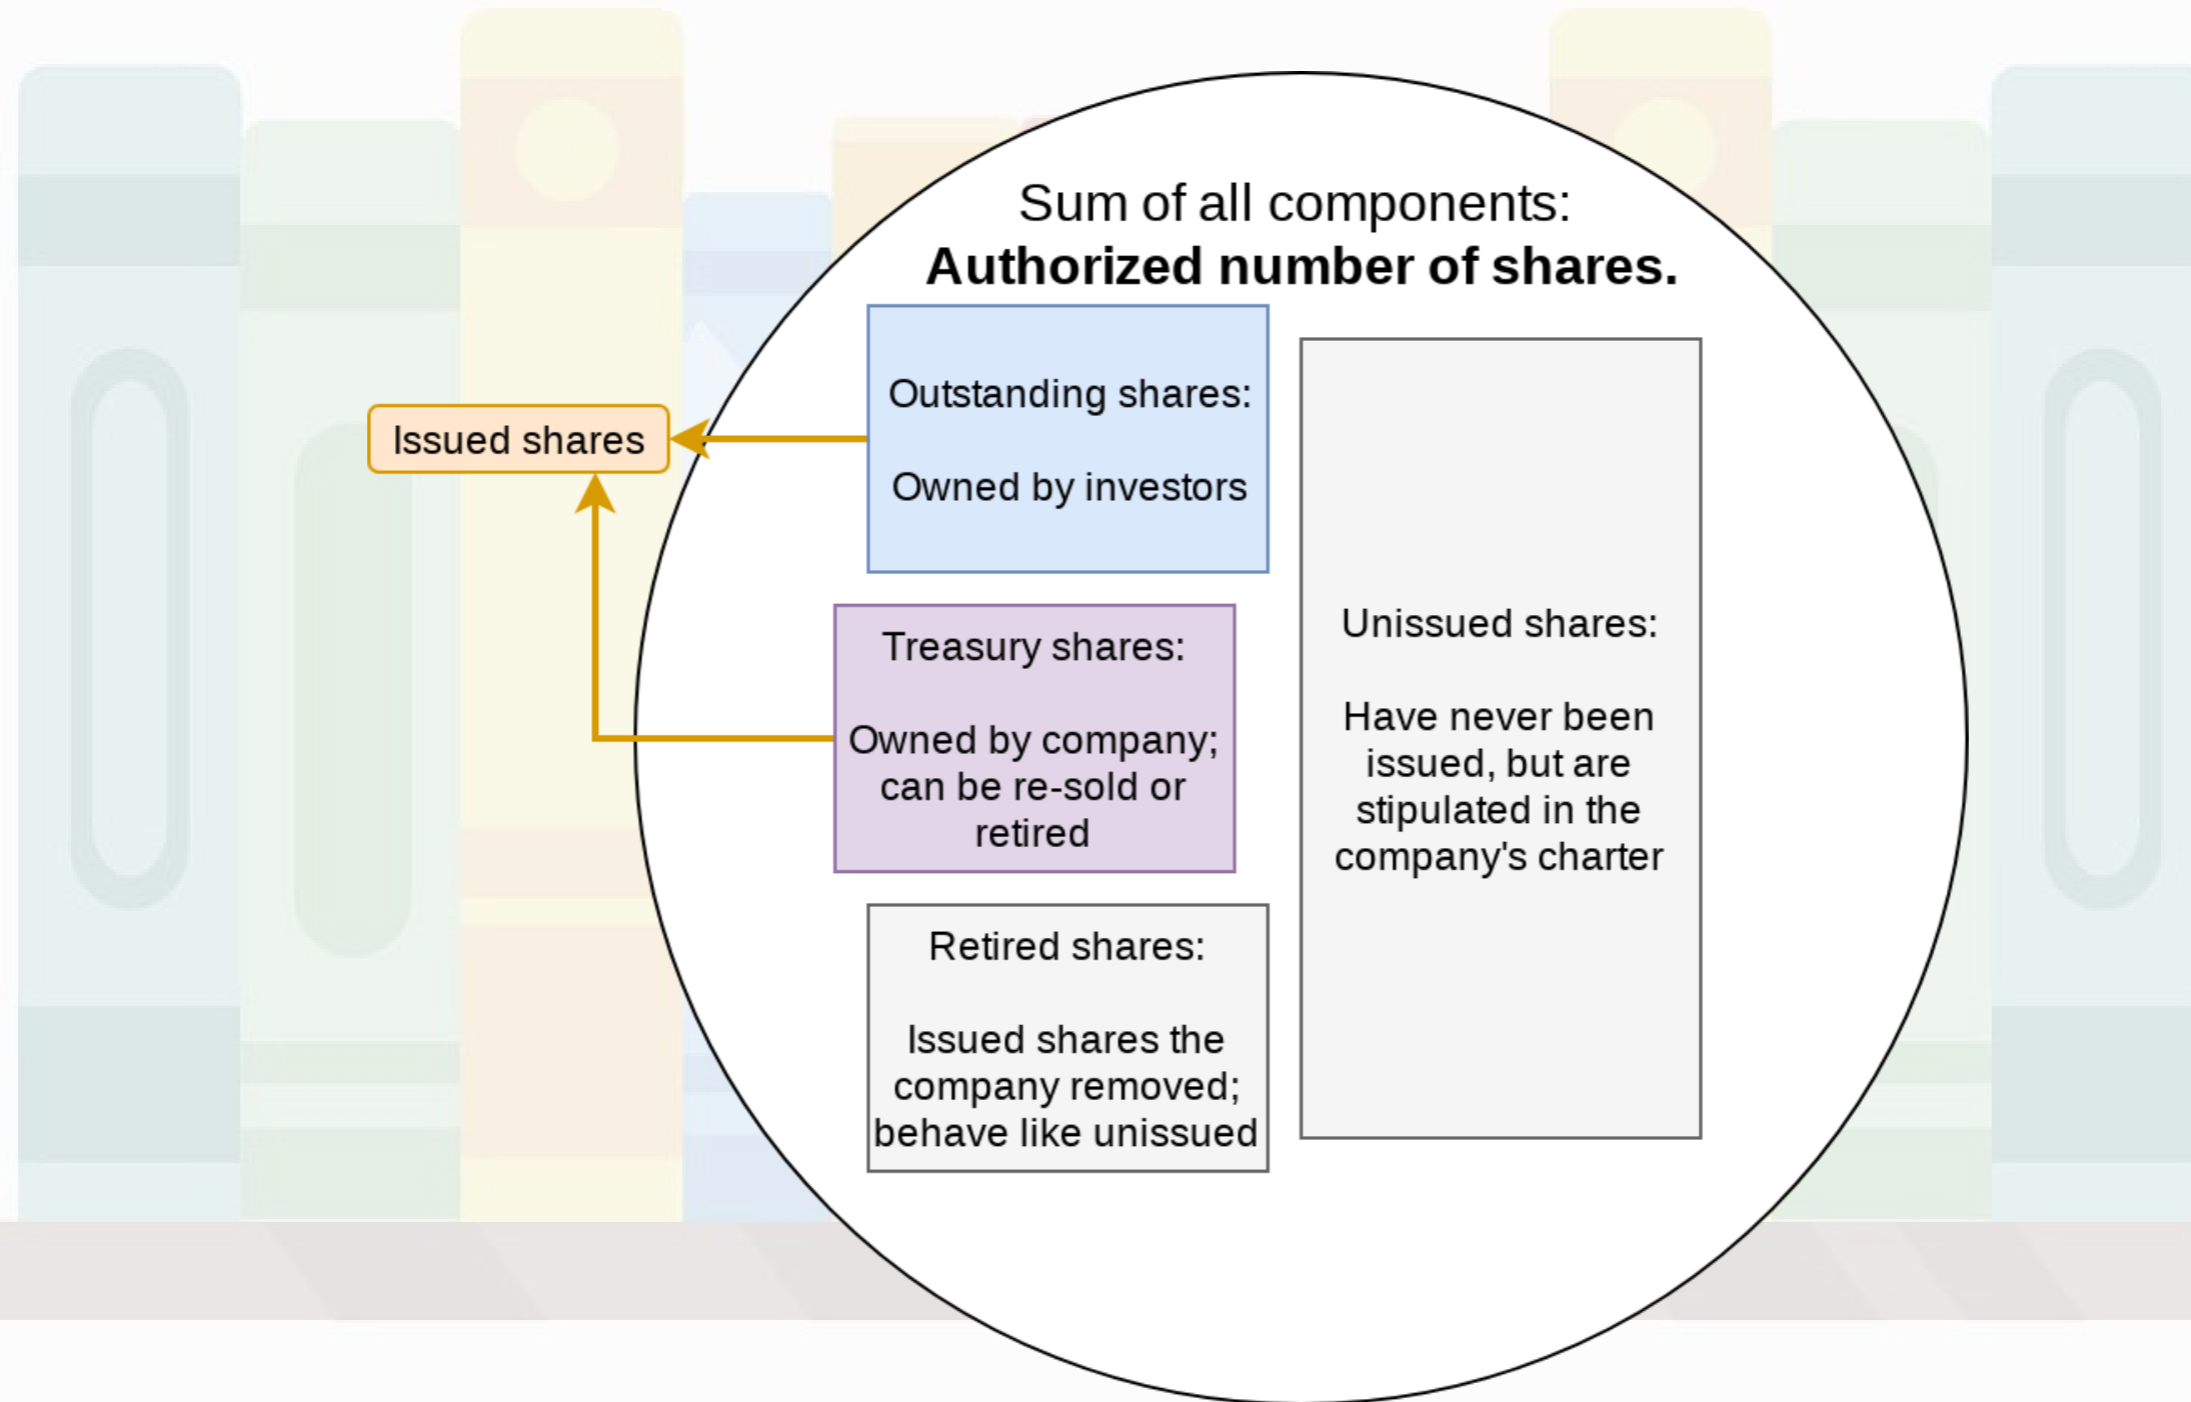 Sum of all components:
Authorized number of shares.
Issued shares
Outstanding shares:
Owned by investors
Treasury shares:
Owned by company;
can be re-sold or
retired
Retired shares:
Issued shares the
company removed;
behave like unissued
Unissued shares:
Have never been
issued, but are
stipulated in the
company's charter